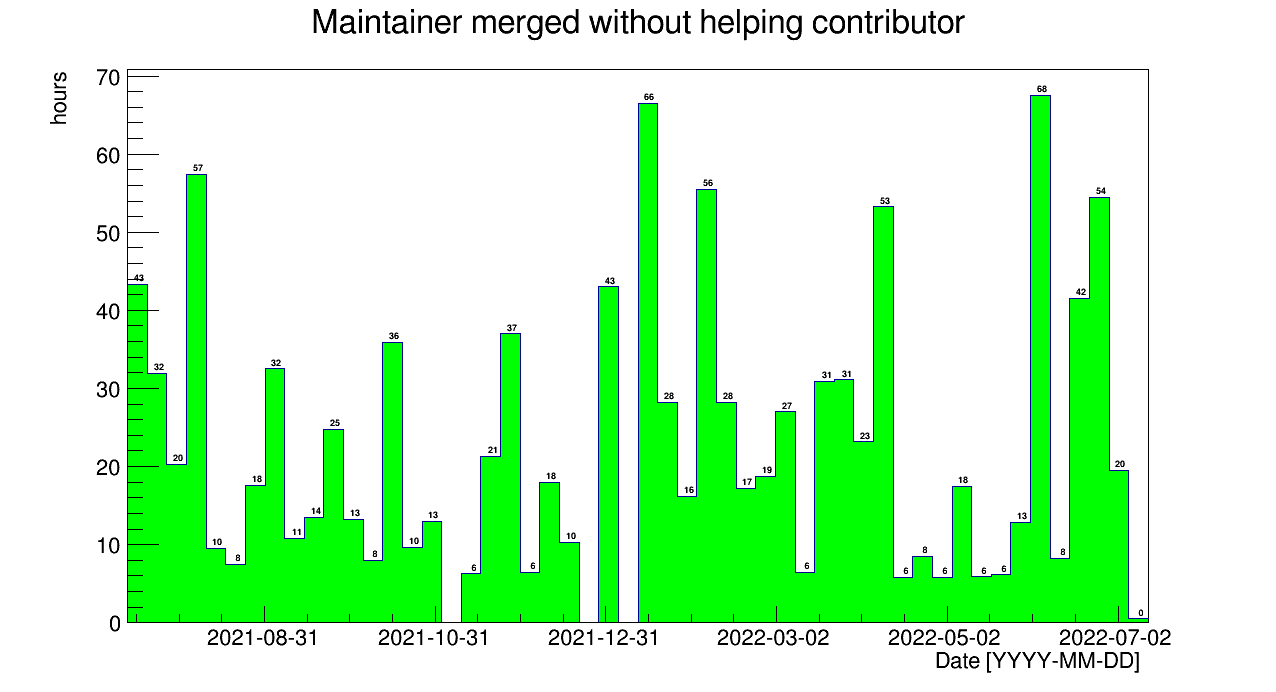 Maintainer merged without helping contributor
hours
70
60
50
40
30
20
10
0
43 32 20 57 10 8 18 32 11 14 25 13 8 36 10 13 6 21 37 6 18 10 43 66 28 16 56 28 17 19 27 6 31 31 23 53 6 8 6 18 6 6 13 68 8 42 54 20 0
2021-08-31 2021-10-31 2021-12-31 2022-03-02 2022-05-02 2022-07-02
Date [YYYY-MM-DD]